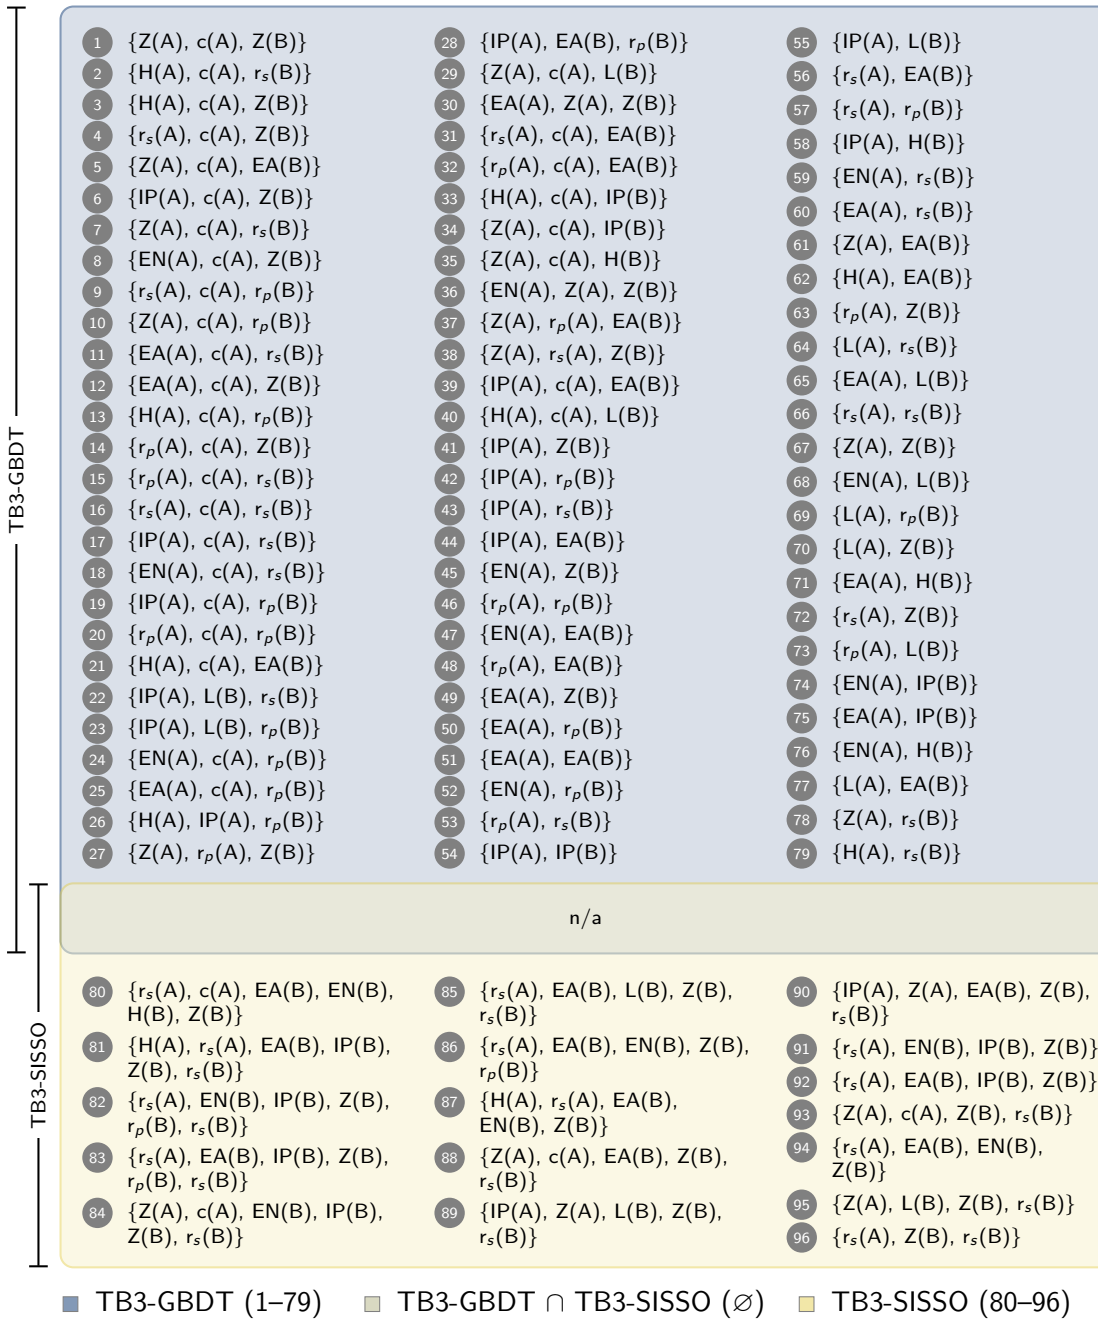 TB3-GBDT
1 {Z(A), c(A), Z(B)}
2 {H(A), c(A), rₛ(B)}
3 {H(A), c(A), Z(B)}
4 {rₛ(A), c(A), Z(B)}
5 {Z(A), c(A), EA(B)}
6 {IP(A), c(A), Z(B)}
7 {Z(A), c(A), rₛ(B)}
8 {EN(A), c(A), Z(B)}
9 {rₛ(A), c(A), rₚ(B)}
10 {Z(A), c(A), rₚ(B)}
11 {EA(A), c(A), rₛ(B)}
12 {EA(A), c(A), Z(B)}
13 {H(A), c(A), rₚ(B)}
14 {rₚ(A), c(A), Z(B)}
15 {rₚ(A), c(A), rₛ(B)}
16 {rₛ(A), c(A), rₛ(B)}
17 {IP(A), c(A), rₛ(B)}
18 {EN(A), c(A), rₛ(B)}
19 {IP(A), c(A), rₚ(B)}
20 {rₚ(A), c(A), rₚ(B)}
21 {H(A), c(A), EA(B)}
22 {IP(A), L(B), rₛ(B)}
23 {IP(A), L(B), rₚ(B)}
24 {EN(A), c(A), rₚ(B)}
25 {EA(A), c(A), rₚ(B)}
26 {H(A), IP(A), rₚ(B)}
27 {Z(A), rₚ(A), Z(B)}
28 {IP(A), EA(B), rₚ(B)}
29 {Z(A), c(A), L(B)}
30 {EA(A), Z(A), Z(B)}
31 {rₛ(A), c(A), EA(B)}
32 {rₚ(A), c(A), EA(B)}
33 {H(A), c(A), IP(B)}
34 {Z(A), c(A), IP(B)}
35 {Z(A), c(A), H(B)}
36 {EN(A), Z(A), Z(B)}
37 {Z(A), rₚ(A), EA(B)}
38 {Z(A), rₛ(A), Z(B)}
39 {IP(A), c(A), EA(B)}
40 {H(A), c(A), L(B)}
41 {IP(A), Z(B)}
42 {IP(A), rₚ(B)}
43 {IP(A), rₛ(B)}
44 {IP(A), EA(B)}
45 {EN(A), Z(B)}
46 {rₚ(A), rₚ(B)}
47 {EN(A), EA(B)}
48 {rₚ(A), EA(B)}
49 {EA(A), Z(B)}
50 {EA(A), rₚ(B)}
51 {EA(A), EA(B)}
52 {EN(A), rₚ(B)}
53 {rₚ(A), rₛ(B)}
54 {IP(A), IP(B)}
55 {IP(A), L(B)}
56 {rₛ(A), EA(B)}
57 {rₛ(A), rₚ(B)}
58 {IP(A), H(B)}
59 {EN(A), rₛ(B)}
60 {EA(A), rₛ(B)}
61 {Z(A), EA(B)}
62 {H(A), EA(B)}
63 {rₚ(A), Z(B)}
64 {L(A), rₛ(B)}
65 {EA(A), L(B)}
66 {rₛ(A), rₛ(B)}
67 {Z(A), Z(B)}
68 {EN(A), L(B)}
69 {L(A), rₚ(B)}
70 {L(A), Z(B)}
71 {EA(A), H(B)}
72 {rₛ(A), Z(B)}
73 {rₚ(A), L(B)}
74 {EN(A), IP(B)}
75 {EA(A), IP(B)}
76 {EN(A), H(B)}
77 {L(A), EA(B)}
78 {Z(A), rₛ(B)}
79 {H(A), rₛ(B)}
n/a
TB3-SISSO
80 {rₛ(A), c(A), EA(B), EN(B),
H(B), Z(B)}
81 {H(A), rₛ(A), EA(B), IP(B),
Z(B), rₛ(B)}
82 {rₛ(A), EN(B), IP(B), Z(B),
rₚ(B), rₛ(B)}
83 {rₛ(A), EA(B), IP(B), Z(B),
rₚ(B), rₛ(B)}
84 {Z(A), c(A), EN(B), IP(B),
Z(B), rₛ(B)}
85 {rₛ(A), EA(B), L(B), Z(B),
rₛ(B)}
86 {rₛ(A), EA(B), EN(B), Z(B),
rₚ(B)}
87 {H(A), rₛ(A), EA(B),
EN(B), Z(B)}
88 {Z(A), c(A), EA(B), Z(B),
rₛ(B)}
89 {IP(A), Z(A), L(B), Z(B),
rₛ(B)}
90 {IP(A), Z(A), EA(B), Z(B),
rₛ(B)}
91 {rₛ(A), EN(B), IP(B), Z(B)}
92 {rₛ(A), EA(B), IP(B), Z(B)}
93 {Z(A), c(A), Z(B), rₛ(B)}
94 {rₛ(A), EA(B), EN(B),
Z(B)}
95 {Z(A), L(B), Z(B), rₛ(B)}
96 {rₛ(A), Z(B), rₛ(B)}
TB3-GBDT (1–79) TB3-GBDT ∩ TB3-SISSO (∅) TB3-SISSO (80–96)